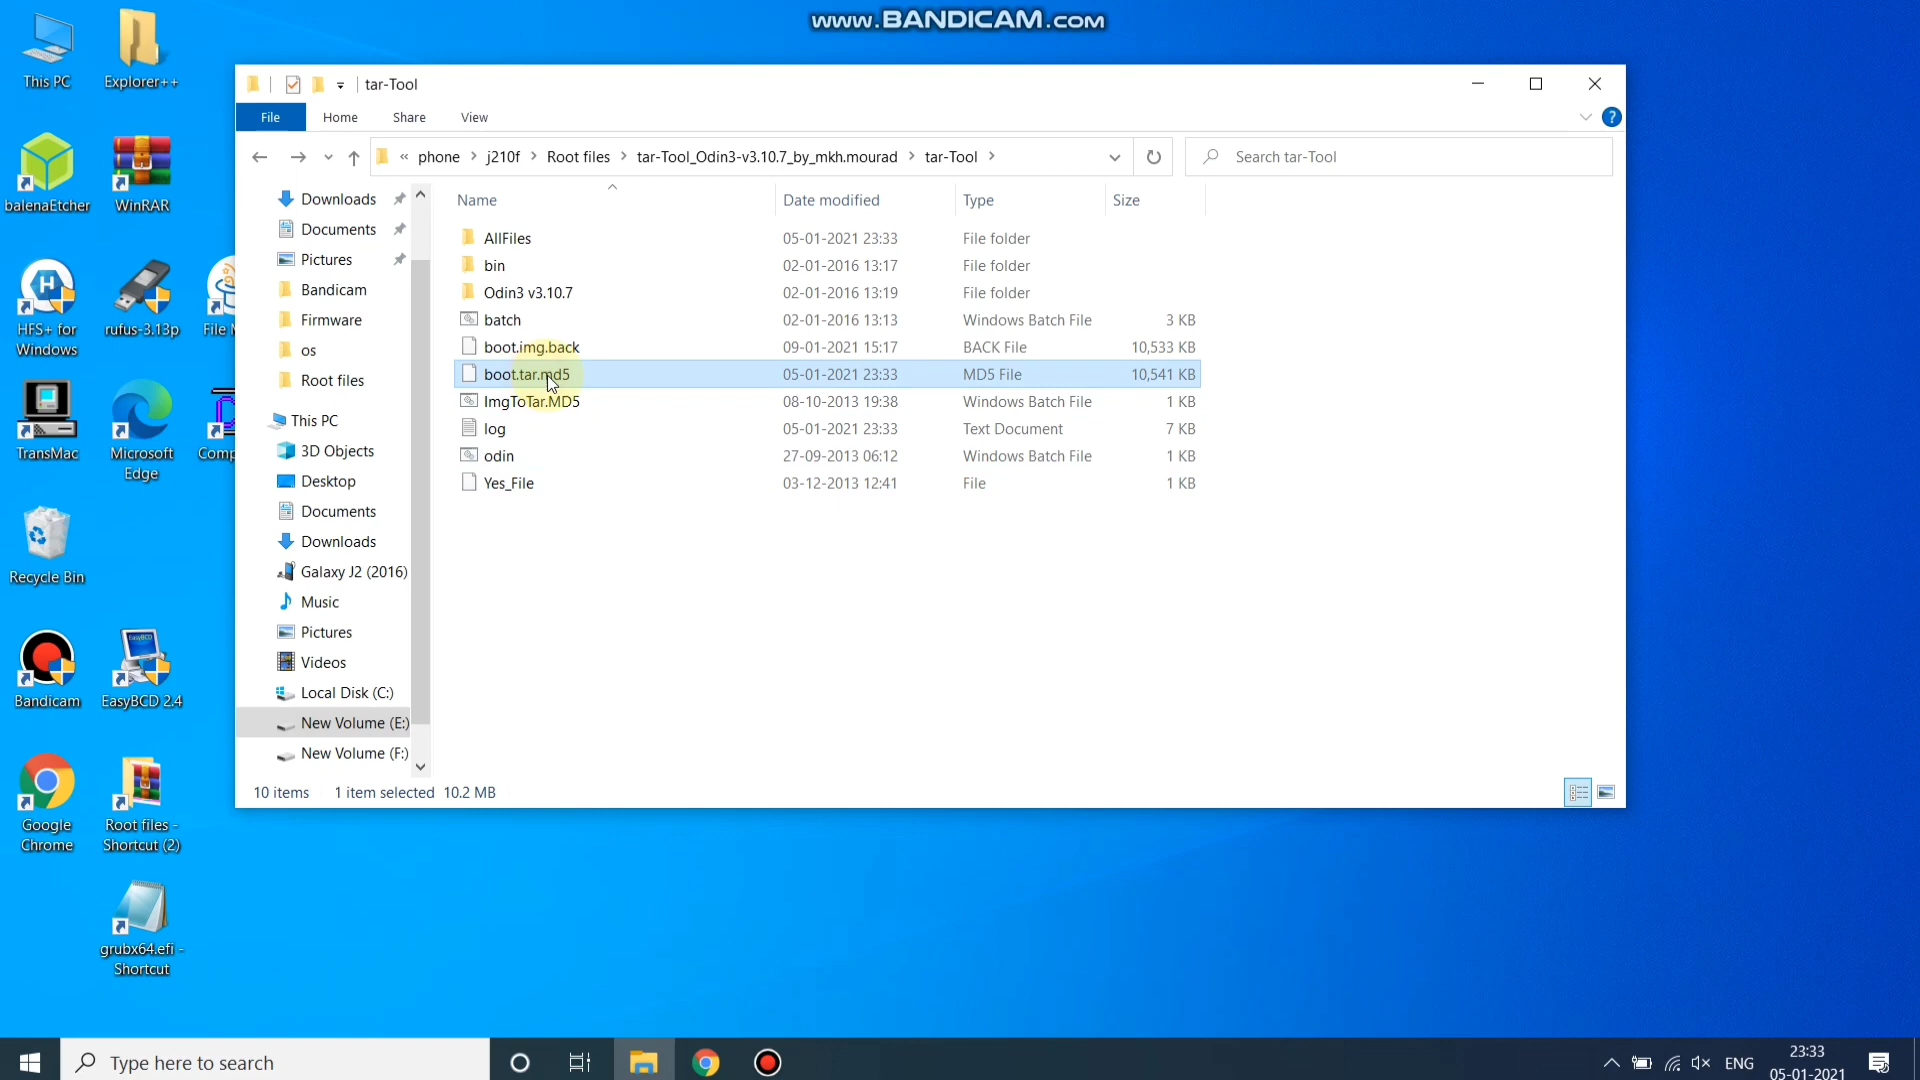 www.BANDICAM.com
This PC
Explorer++
balenaEtcher
WinRAR
HFS+ for
Windows
rufus-3.13p
File M
TransMac
Microsoft
Edge
Comp
Recycle Bin
Bandicam
EasyBCD 2.4
Google
Chrome
Root files -
Shortcut (2)
grubx64.efi -
Shortcut
tar-Tool
File
Home
Share
View
« phone > j210f > Root files > tar-Tool_Odin3-v3.10.7_by_mkh.mourad > tar-Tool >
Search tar-Tool
Downloads
Documents
Pictures
Bandicam
Firmware
os
Root files
This PC
3D Objects
Desktop
Documents
Downloads
Galaxy J2 (2016)
Music
Pictures
Videos
Local Disk (C:)
New Volume (E:)
New Volume (F:)
Name Date modified Type Size
AllFiles 05-01-2021 23:33 File folder
bin 02-01-2016 13:17 File folder
Odin3 v3.10.7 02-01-2016 13:19 File folder
batch 02-01-2016 13:13 Windows Batch File 3 KB
boot.img.back 09-01-2021 15:17 BACK File 10,533 KB
boot.tar.md5 05-01-2021 23:33 MD5 File 10,541 KB
ImgToTar.MD5 08-10-2013 19:38 Windows Batch File 1 KB
log 05-01-2021 23:33 Text Document 7 KB
odin 27-09-2013 06:12 Windows Batch File 1 KB
Yes_File 03-12-2013 12:41 File 1 KB
10 items 1 item selected 10.2 MB
Type here to search
ENG
23:33
05-01-2021